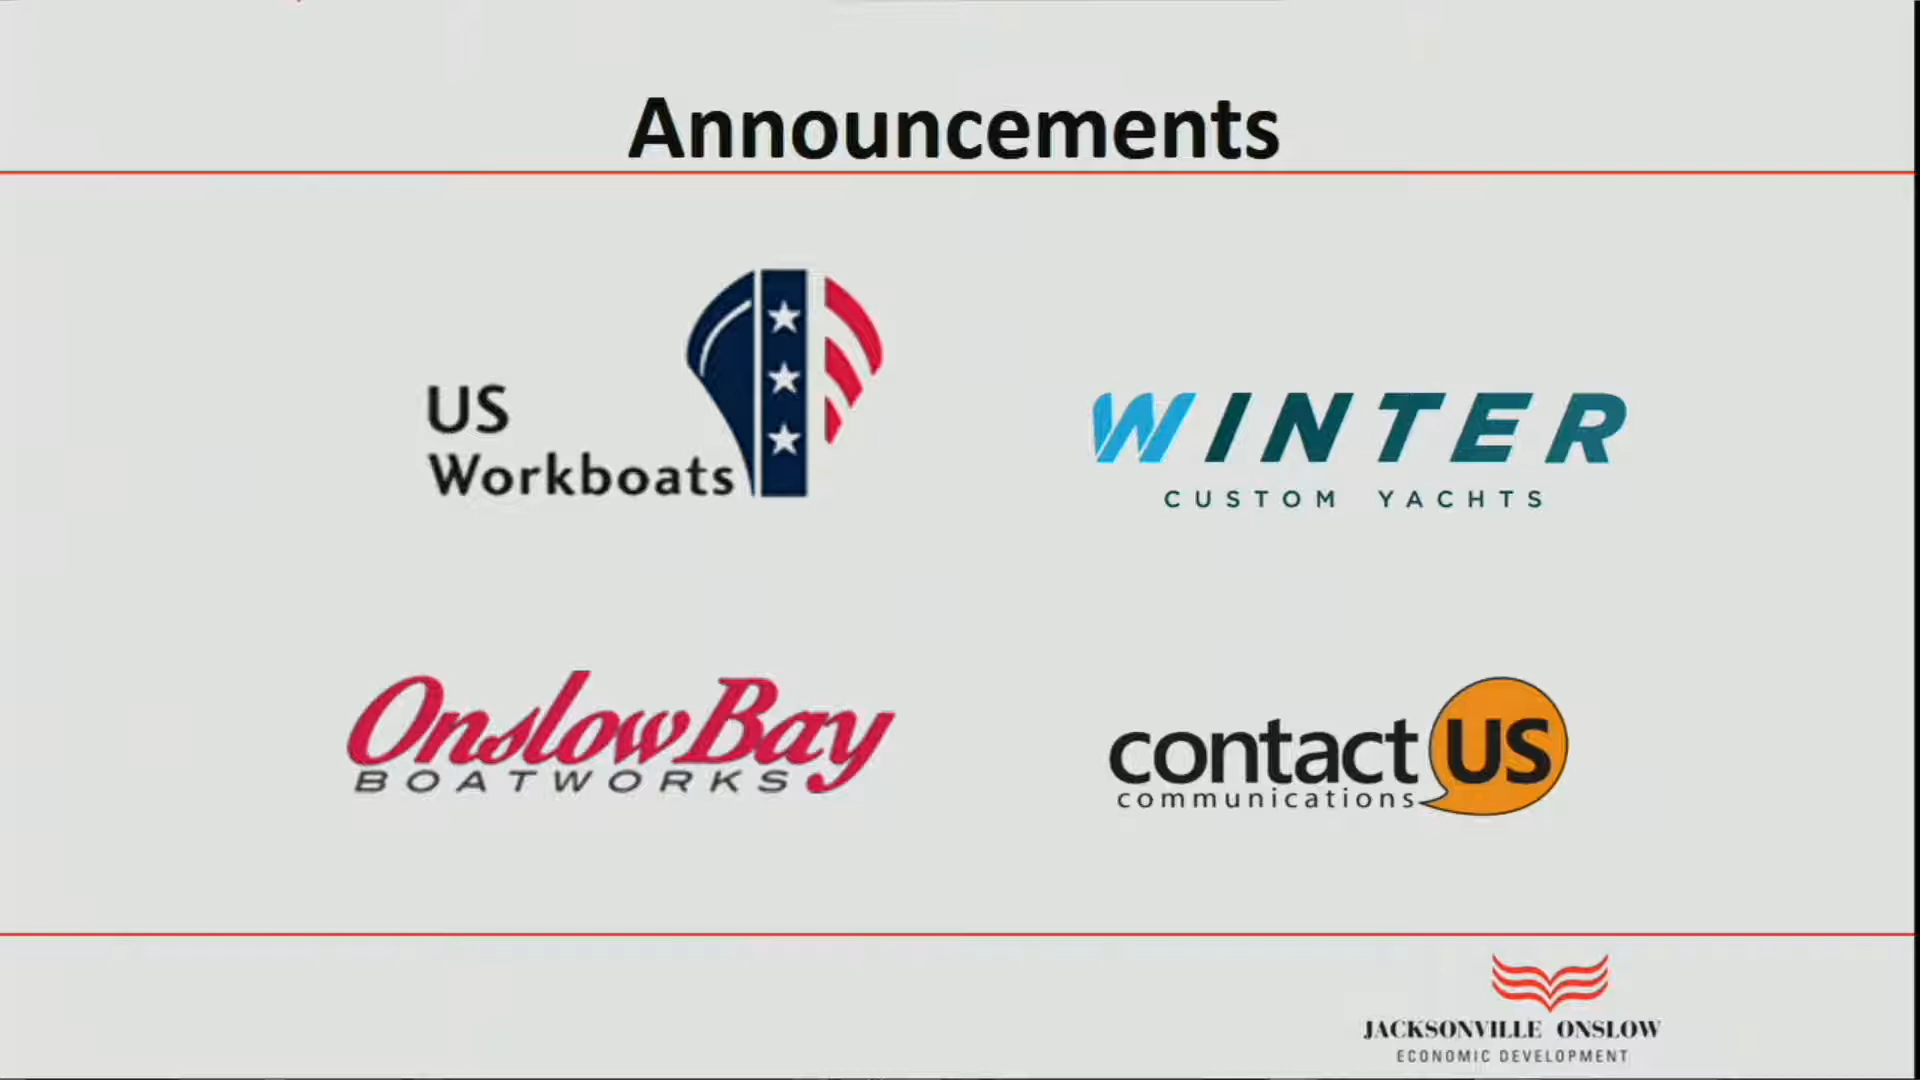 Announcements
US
Workboats
WINTER
CUSTOM YACHTS
OnslowBay
BOATWORKS
contact US
communications
JACKSONVILLE ONSLOW
ECONOMIC DEVELOPMENT